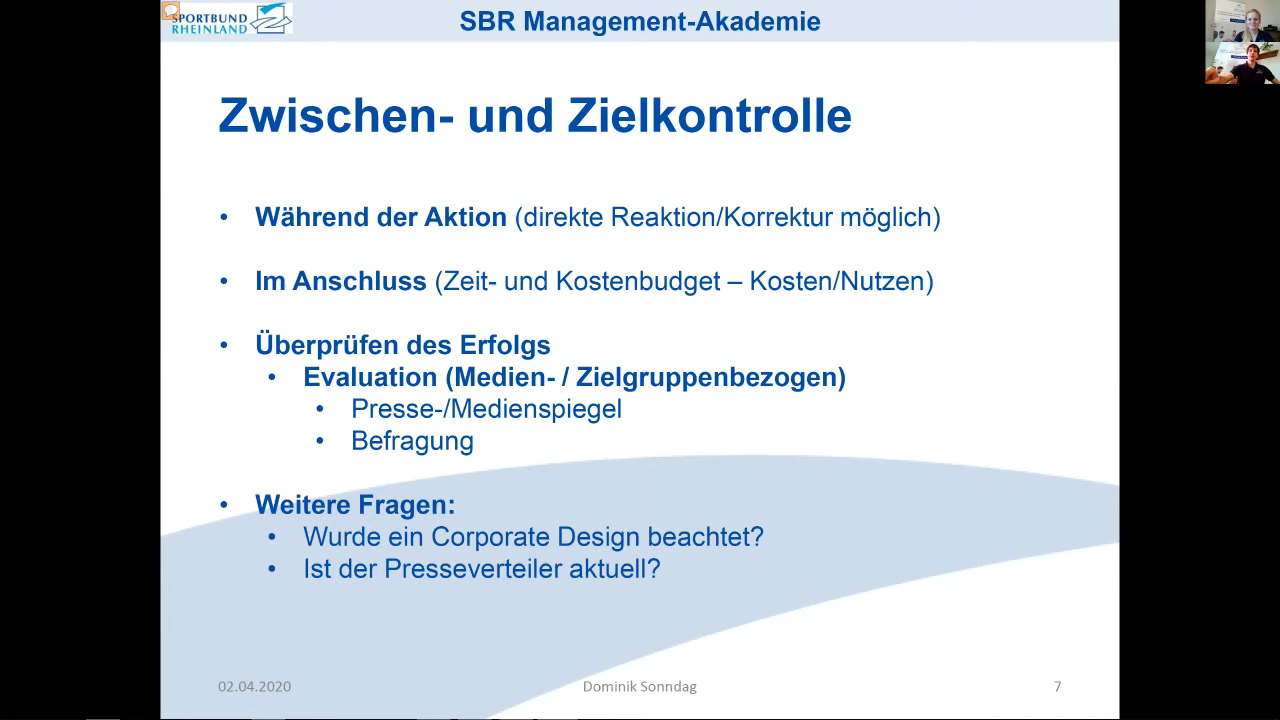 SPORTBUND
RHEINLAND
SBR Management-Akademie
Zwischen- und Zielkontrolle
• Während der Aktion (direkte Reaktion/Korrektur möglich)
• Im Anschluss (Zeit- und Kostenbudget – Kosten/Nutzen)
• Überprüfen des Erfolgs
• Evaluation (Medien- / Zielgruppenbezogen)
• Presse-/Medienspiegel
• Befragung
• Weitere Fragen:
• Wurde ein Corporate Design beachtet?
• Ist der Presseverteiler aktuell?
02.04.2020 Dominik Sonndag 7